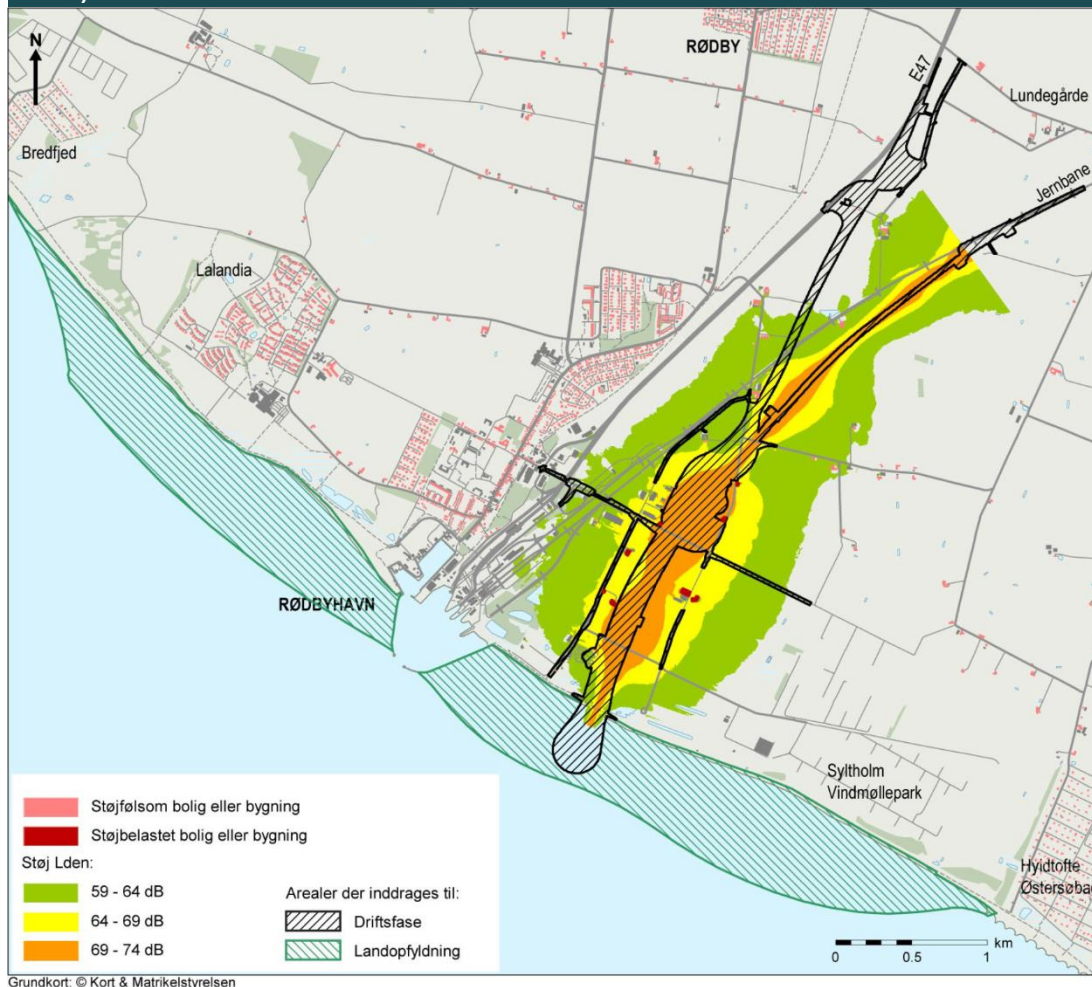 N
RØDBY
E47
Lundegårde
Bredfjed
Jernbane
Lalandia
RØDBYHAVN
Syltholm
Vindmøllepark
Hyldtofte
Østersøbad
Støjfølsom bolig eller bygning
Støjbelastet bolig eller bygning
Støj Lden:
59 - 64 dB
64 - 69 dB
69 - 74 dB
Arealer der inddrages til:
Driftsfase
Landopfyldning
km
0 0.5 1
Grundkort: © Kort & Matrikelstyrelsen